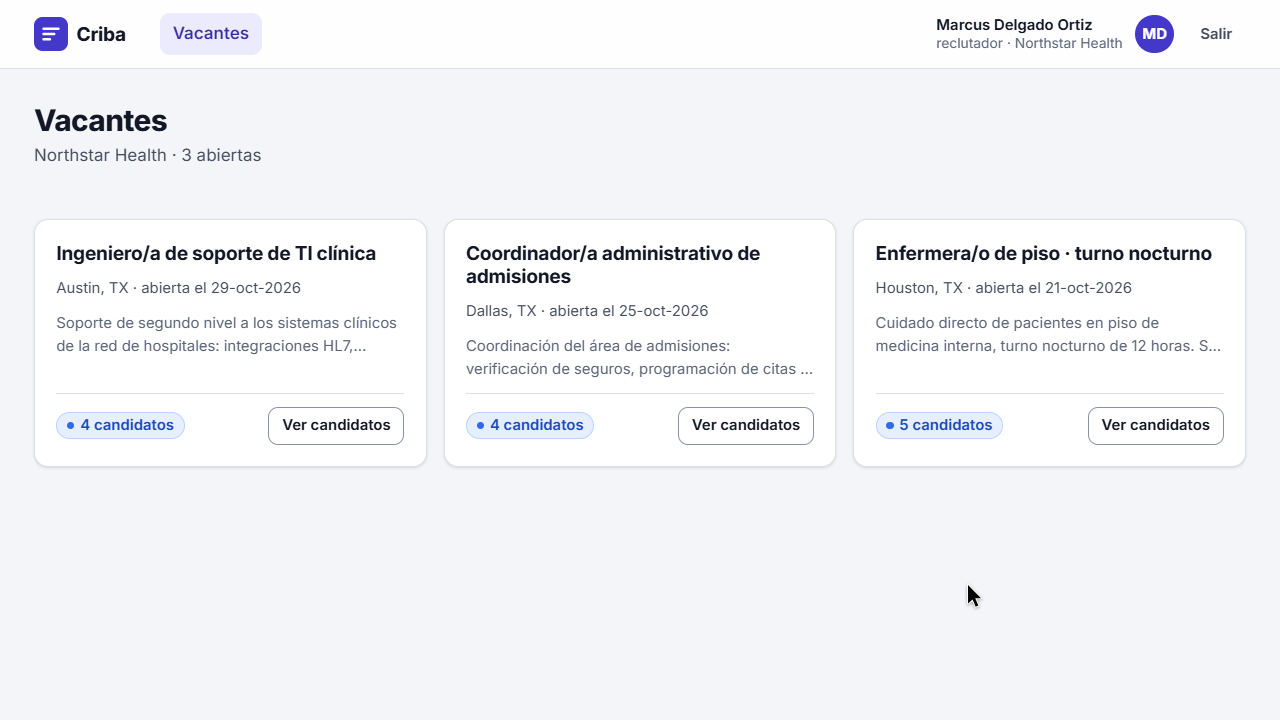 Criba
Vacantes
Marcus Delgado Ortiz
reclutador · Northstar Health
MD
Salir
Vacantes
Northstar Health · 3 abiertas
Ingeniero/a de soporte de TI clínica
Austin, TX · abierta el 29-oct-2026
Soporte de segundo nivel a los sistemas clínicos
de la red de hospitales: integraciones HL7,...
4 candidatos
Ver candidatos
Coordinador/a administrativo de
admisiones
Dallas, TX · abierta el 25-oct-2026
Coordinación del área de admisiones:
verificación de seguros, programación de citas ...
4 candidatos
Ver candidatos
Enfermera/o de piso · turno nocturno
Houston, TX · abierta el 21-oct-2026
Cuidado directo de pacientes en piso de
medicina interna, turno nocturno de 12 horas. S...
5 candidatos
Ver candidatos